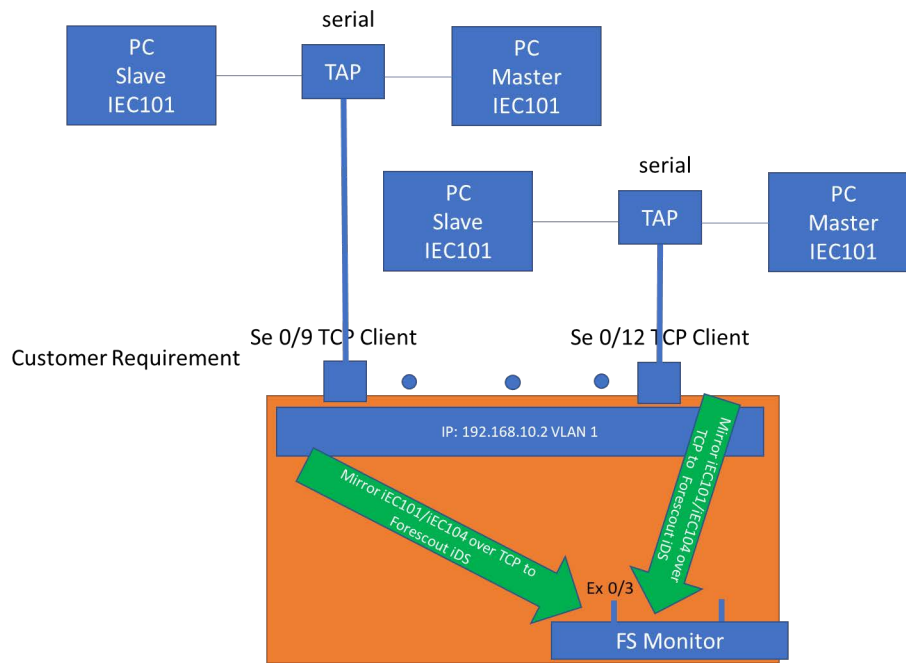 serial
PC
Slave
IEC101
TAP
PC
Master
IEC101
serial
PC
Slave
IEC101
TAP
PC
Master
IEC101
Se 0/9 TCP Client
Se 0/12 TCP Client
Customer Requirement
IP: 192.168.10.2 VLAN 1
Mirror iEC101/iEC104 over TCP to
Forescout iDS
Mirror iEC101/IEC104 over
TCP to Forescout iDS
Ex 0/3
FS Monitor